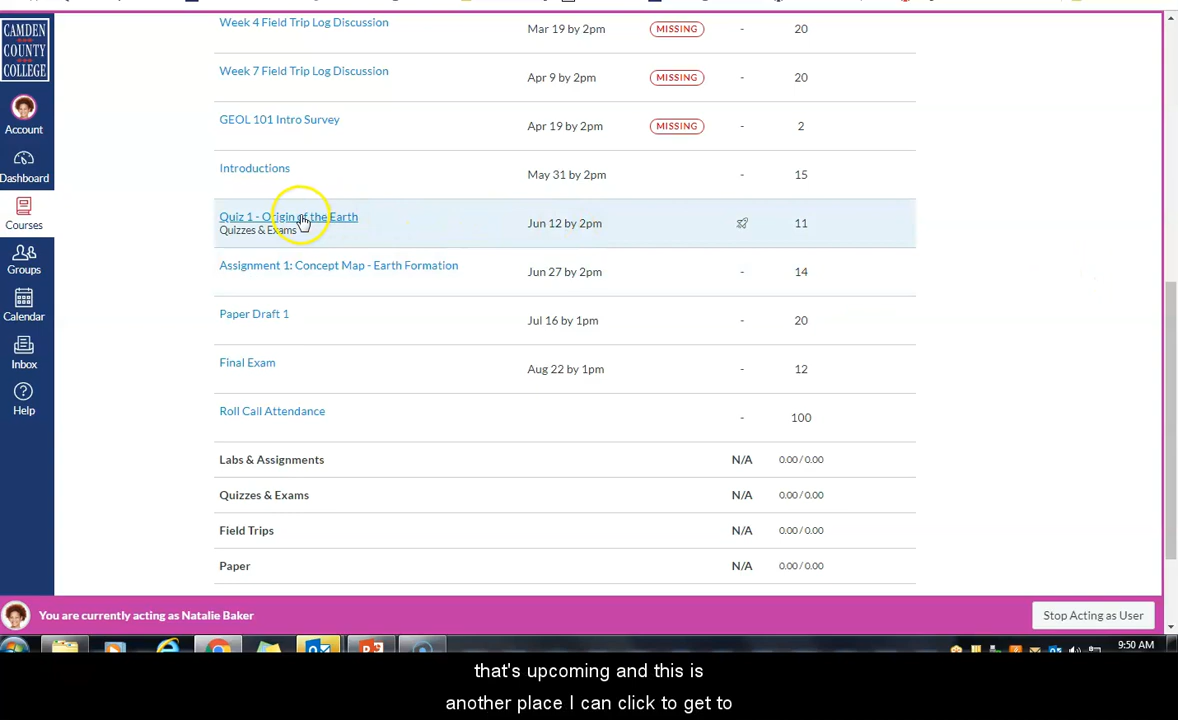 CAMDEN
COUNTY
COLLEGE
Account
Dashboard
Courses
Groups
Calendar
Inbox
Help
Week 4 Field Trip Log Discussion Mar 19 by 2pm MISSING - 20
Week 7 Field Trip Log Discussion Apr 9 by 2pm MISSING - 20
GEOL 101 Intro Survey Apr 19 by 2pm MISSING - 2
Introductions May 31 by 2pm - 15
Quiz 1 - Origin of the Earth Jun 12 by 2pm 11
Quizzes & Exams
Assignment 1: Concept Map - Earth Formation Jun 27 by 2pm - 14
Paper Draft 1 Jul 16 by 1pm - 20
Final Exam Aug 22 by 1pm - 12
Roll Call Attendance - 100
Labs & Assignments N/A 0.00 / 0.00
Quizzes & Exams N/A 0.00 / 0.00
Field Trips N/A 0.00 / 0.00
Paper N/A 0.00 / 0.00
You are currently acting as Natalie Baker Stop Acting as User
9:50 AM
that's upcoming and this is
another place I can click to get to